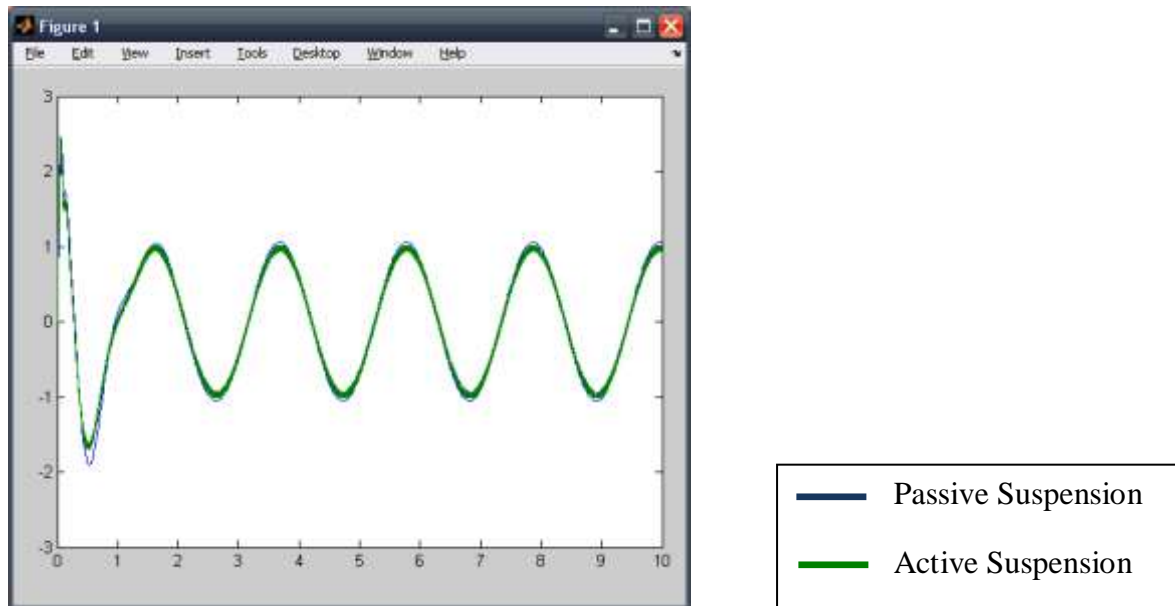 Figure 1
File Edit View Insert Tools Desktop Window Help
3
2
1
0
-1
-2
-3
0 1 2 3 4 5 6 7 8 9 10
Passive Suspension
Active Suspension